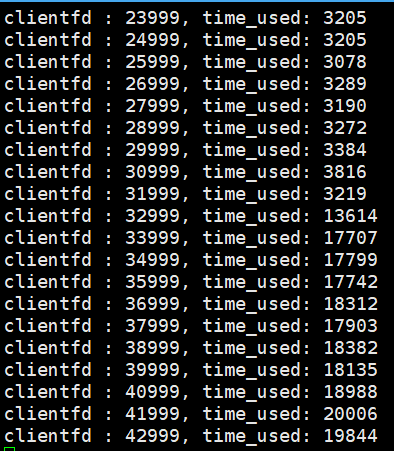 clientfd : 23999, time_used: 3205
clientfd : 24999, time_used: 3205
clientfd : 25999, time_used: 3078
clientfd : 26999, time_used: 3289
clientfd : 27999, time_used: 3190
clientfd : 28999, time_used: 3272
clientfd : 29999, time_used: 3384
clientfd : 30999, time_used: 3816
clientfd : 31999, time_used: 3219
clientfd : 32999, time_used: 13614
clientfd : 33999, time_used: 17707
clientfd : 34999, time_used: 17799
clientfd : 35999, time_used: 17742
clientfd : 36999, time_used: 18312
clientfd : 37999, time_used: 17903
clientfd : 38999, time_used: 18382
clientfd : 39999, time_used: 18135
clientfd : 40999, time_used: 18988
clientfd : 41999, time_used: 20006
clientfd : 42999, time_used: 19844